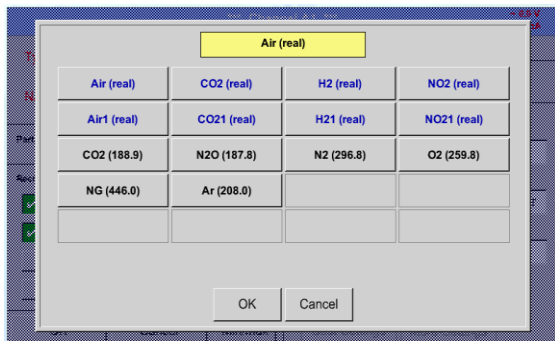 *** Channel A1 ***
Air (real)
Air (real) CO2 (real) H2 (real) NO2 (real)
Air1 (real) CO21 (real) H21 (real) NO21 (real)
CO2 (188.9) N2O (187.8) N2 (296.8) O2 (259.8)
NG (446.0) Ar (208.0)
OK Cancel